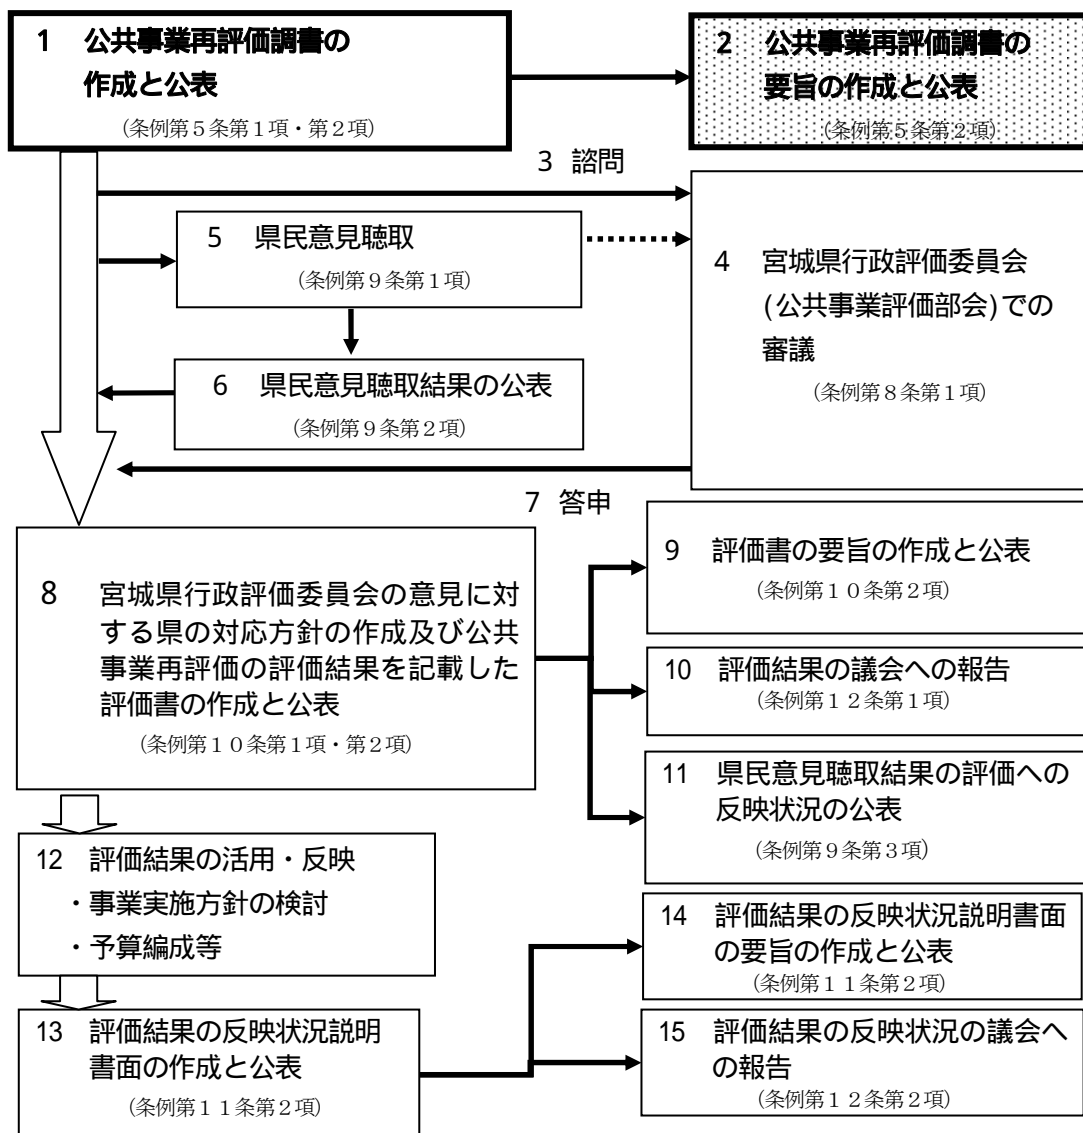 1 公共事業再評価調書の
作成と公表
(条例第５条第１項・第２項)
2 公共事業再評価調書の
要旨の作成と公表
(条例第５条第２項)
3 諮問
5 県民意見聴取
(条例第９条第１項)
4 宮城県行政評価委員会
(公共事業評価部会)での
審議
(条例第８条第１項)
6 県民意見聴取結果の公表
(条例第９条第２項)
7 答申
8 宮城県行政評価委員会の意見に対
する県の対応方針の作成及び公共
事業再評価の評価結果を記載した
評価書の作成と公表
(条例第１０条第１項・第２項)
9 評価書の要旨の作成と公表
(条例第１０条第２項)
10 評価結果の議会への報告
(条例第１２条第１項)
11 県民意見聴取結果の評価への
反映状況の公表
(条例第９条第３項)
12 評価結果の活用・反映
・事業実施方針の検討
・予算編成等
13 評価結果の反映状況説明
書面の作成と公表
(条例第１１条第２項)
14 評価結果の反映状況説明書面
の要旨の作成と公表
(条例第１１条第２項)
15 評価結果の反映状況の議会へ
の報告
(条例第１２条第２項)